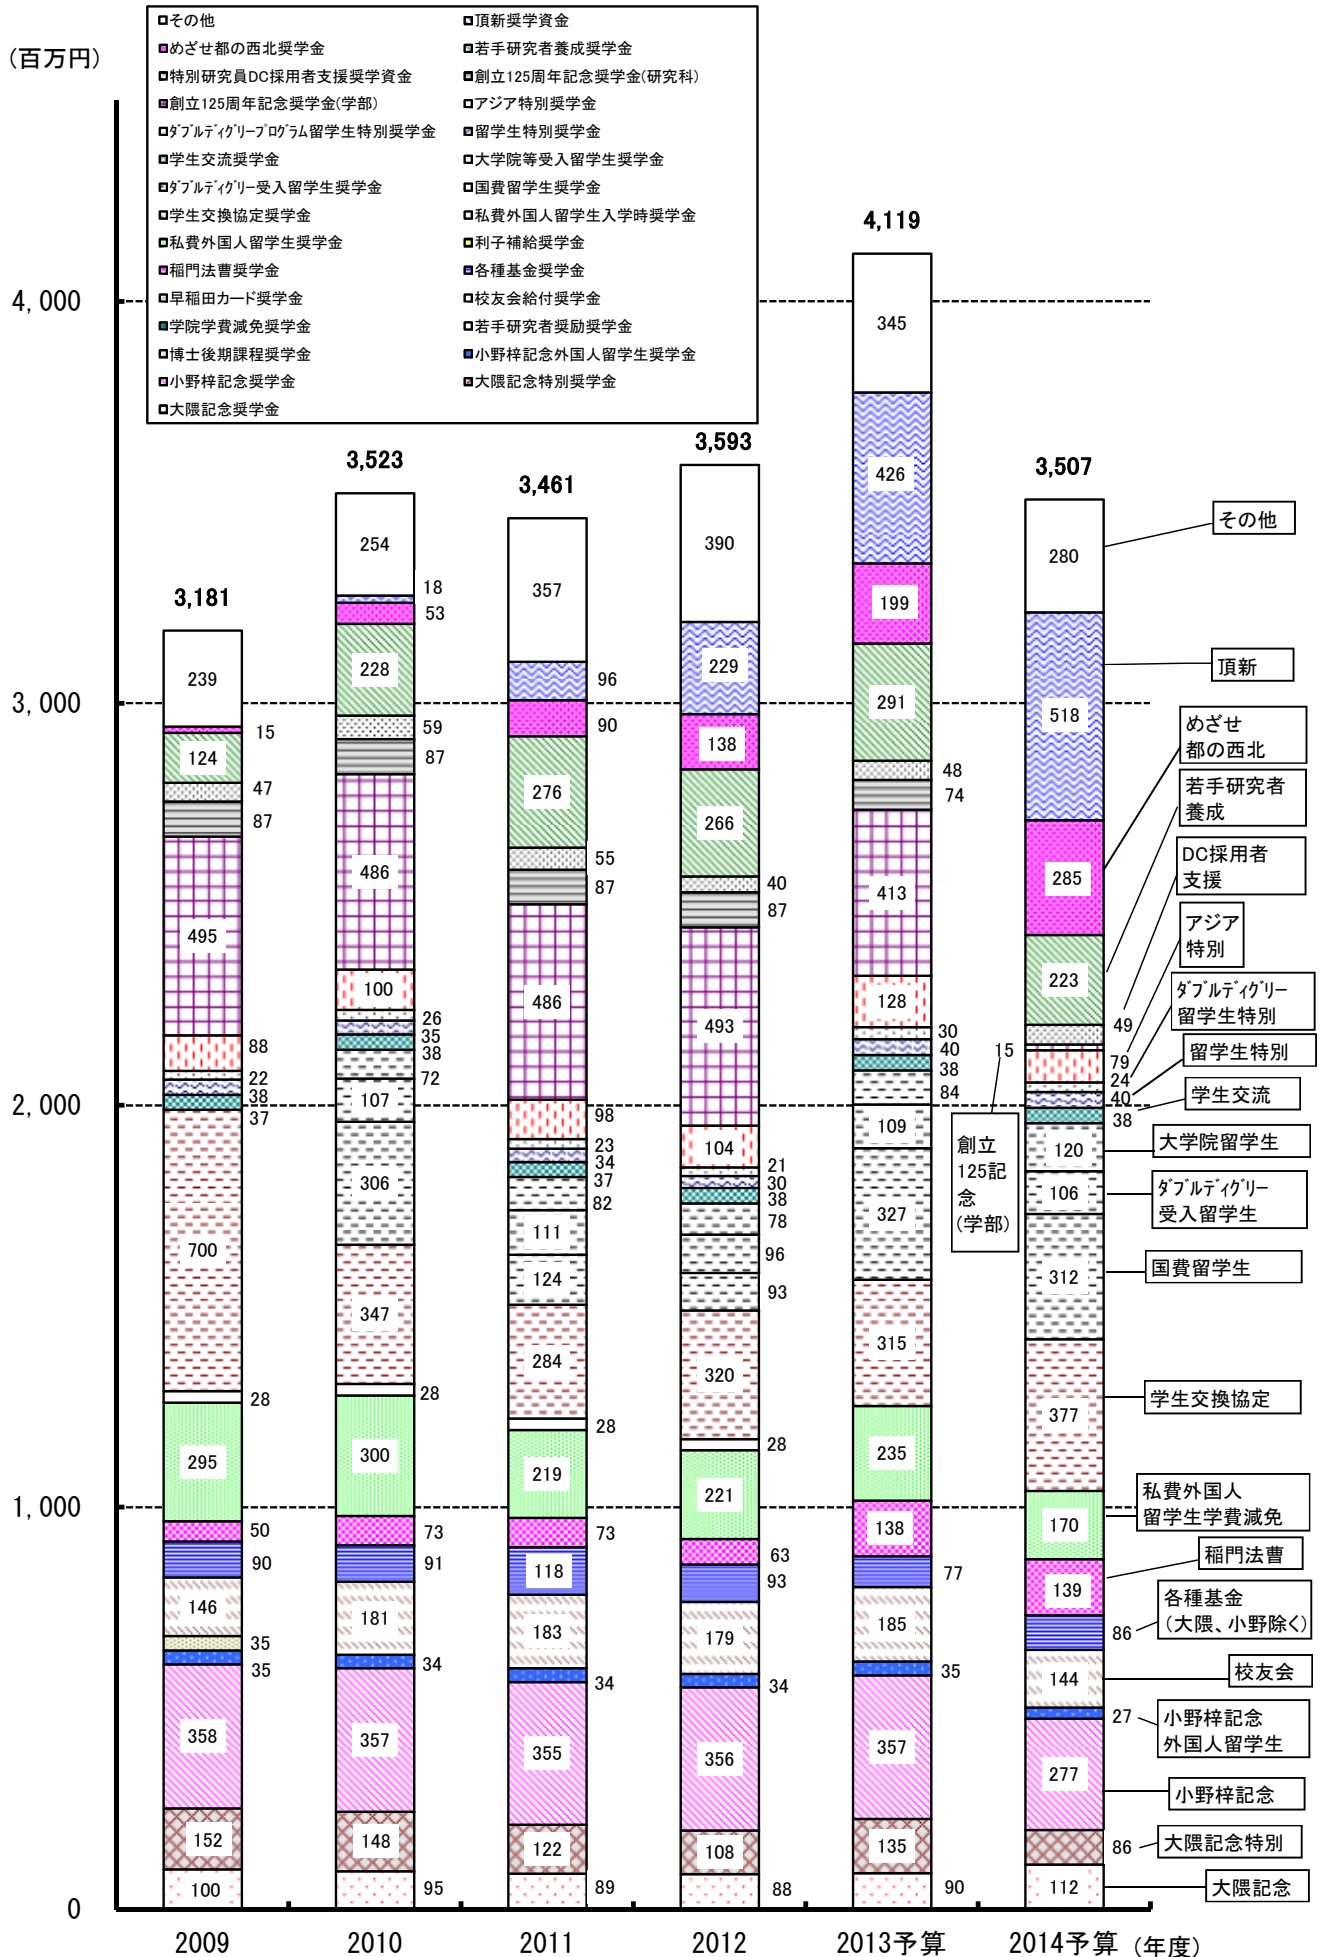 (百万円)
その他
頂新奨学資金
めざせ都の西北奨学金
若手研究者養成奨学金
特別研究員DC採用者支援奨学資金
創立125周年記念奨学金(研究科)
創立125周年記念奨学金(学部)
アジア特別奨学金
ﾀﾞﾌﾞﾙﾃﾞｨｸﾞﾘｰﾌﾟﾛｸﾞﾗﾑ留学生特別奨学金
留学生特別奨学金
学生交流奨学金
大学院等受入留学生奨学金
ﾀﾞﾌﾞﾙﾃﾞｨｸﾞﾘｰ受入留学生奨学金
国費留学生奨学金
学生交換協定奨学金
私費外国人留学生入学時奨学金
私費外国人留学生奨学金
利子補給奨学金
稲門法曹奨学金
各種基金奨学金
早稲田カード奨学金
校友会給付奨学金
学院学費減免奨学金
若手研究者奨励奨学金
博士後期課程奨学金
小野梓記念外国人留学生奨学金
小野梓記念奨学金
大隈記念特別奨学金
大隈記念奨学金
4,000
3,000
2,000
1,000
0
3,181
239
15
124
47
87
495
88
22
38
37
700
28
295
50
90
146
35
35
358
152
100
2009
3,523
254
18
53
228
59
87
486
100
26
35
38
72
107
306
347
28
300
73
91
181
34
357
148
95
2010
3,461
357
96
90
276
55
87
486
98
23
34
37
82
111
124
284
28
219
73
118
183
34
355
122
89
2011
3,593
390
229
138
266
40
87
493
104
21
30
38
78
96
93
320
28
221
63
93
179
34
356
108
88
2012
4,119
345
426
199
291
48
74
413
128
30
40
38
84
109
327
315
235
138
77
185
35
357
135
90
2013予算
3,507
280
518
285
223
49
15
79
24
40
38
120
106
312
377
170
139
86
144
27
277
86
112
2014予算
(年度)
その他
頂新
めざせ
都の西北
若手研究者
養成
DC採用者
支援
アジア
特別
ﾀﾞﾌﾞﾙﾃﾞｨｸﾞﾘｰ
留学生特別
留学生特別
学生交流
創立
125記
念
(学部)
大学院留学生
ﾀﾞﾌﾞﾙﾃﾞｨｸﾞﾘｰ
受入留学生
国費留学生
学生交換協定
私費外国人
留学生学費減免
稲門法曹
各種基金
(大隈、小野除く)
校友会
小野梓記念
外国人留学生
小野梓記念
大隈記念特別
大隈記念